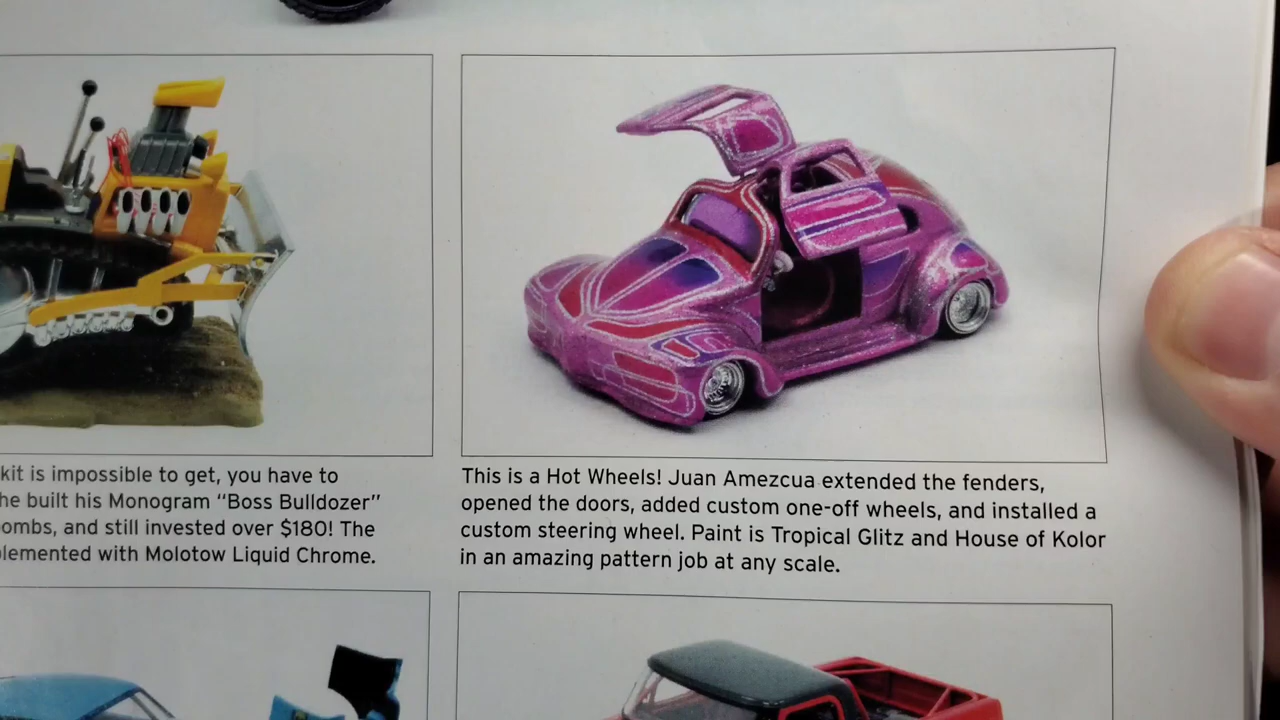 kit is impossible to get, you have to
he built his Monogram “Boss Bulldozer”
ombs, and still invested over $180! The
lemented with Molotow Liquid Chrome.
This is a Hot Wheels! Juan Amezcua extended the fenders,
opened the doors, added custom one-off wheels, and installed a
custom steering wheel. Paint is Tropical Glitz and House of Kolor
in an amazing pattern job at any scale.